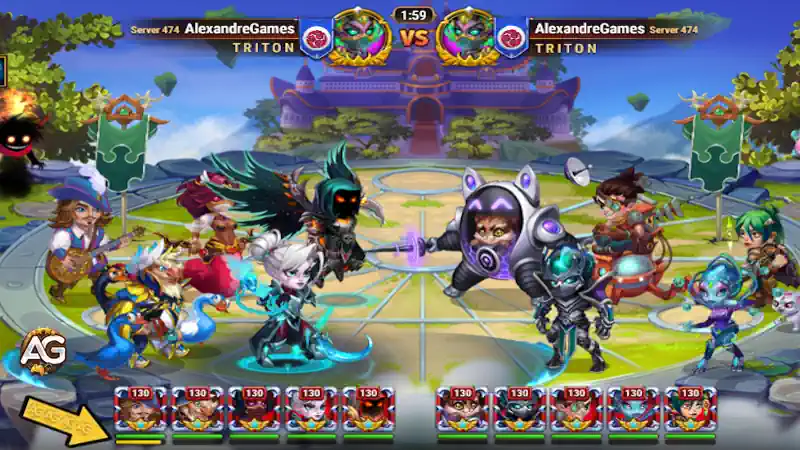 Server 474 AlexandreGames
TRITON
1:59
VS
AlexandreGames Server 474
TRITON
AG
130 130 130 130 130
130 130 130 130 130